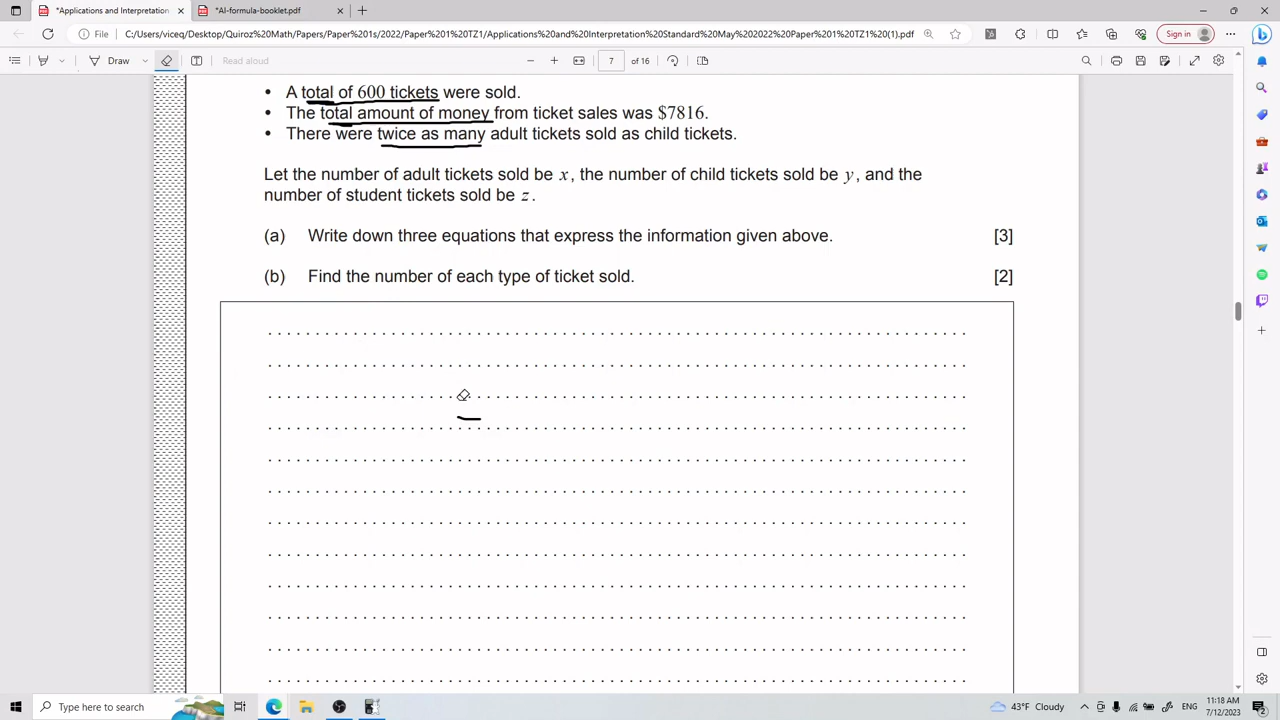 *Applications and Interpretation
*AI-formula-booklet.pdf
File
C:/Users/viceq/Desktop/Quiroz%20Math/Papers/Paper%201s/2022/Paper%201%20TZ1/Applications%20and%20Interpretation%20Standard%20May%202022%20Paper%201%20TZ1%20(1).pdf
Sign in
Draw
Read aloud
7
of 16
• A total of 600 tickets were sold.
• The total amount of money from ticket sales was $7816.
• There were twice as many adult tickets sold as child tickets.
Let the number of adult tickets sold be x, the number of child tickets sold be y, and the
number of student tickets sold be z.
(a) Write down three equations that express the information given above. [3]
(b) Find the number of each type of ticket sold. [2]
Type here to search
43°F Cloudy
ENG
11:18 AM
7/12/2023
2